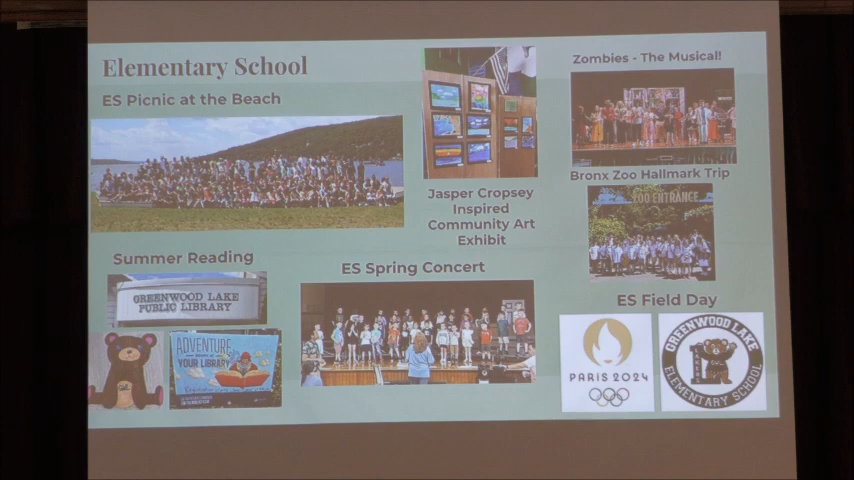 Elementary School
ES Picnic at the Beach
Jasper Cropsey
Inspired
Community Art
Exhibit
Zombies - The Musical!
Bronx Zoo Hallmark Trip
ZOO ENTRANCE
Summer Reading
GREENWOOD LAKE
PUBLIC LIBRARY
ADVENTURE
YOUR LIBRARY
ES Spring Concert
ES Field Day
PARIS 2024
GREENWOOD LAKE
ELEMENTARY SCHOOL